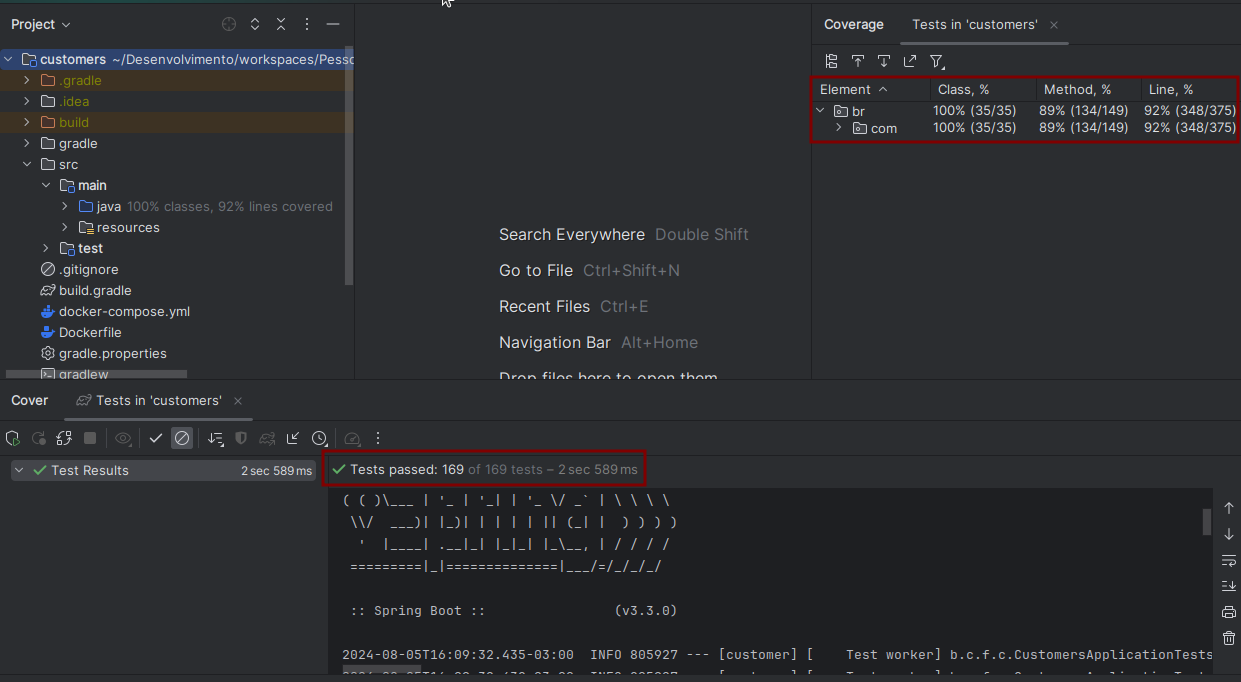 Project
customers ~/Desenvolvimento/workspaces/Pesso
.gradle
.idea
build
gradle
src
main
java 100% classes, 92% lines covered
resources
test
.gitignore
build.gradle
docker-compose.yml
Dockerfile
gradle.properties
gradlew
Search Everywhere Double Shift
Go to File Ctrl+Shift+N
Recent Files Ctrl+E
Navigation Bar Alt+Home
Drop files here to open them
Coverage Tests in 'customers'
Element Class, % Method, % Line, %
br 100% (35/35) 89% (134/149) 92% (348/375)
com 100% (35/35) 89% (134/149) 92% (348/375)
Cover Tests in 'customers'
Test Results 2 sec 589 ms
Tests passed: 169 of 169 tests – 2 sec 589 ms
( ( )\___ | '_ | '_| | '_ \/ _` | \ \ \ \
\\/  ___)| |_)| | | | | || (_| |  ) ) ) )
'  |____| .__|_| |_|_| |_\__, | / / / /
=========|_|==============|___/=/_/_/_/
:: Spring Boot :: (v3.3.0)
2024-08-05T16:09:32.435-03:00 INFO 805927 --- [customer] [ Test worker] b.c.f.c.CustomersApplicationTests